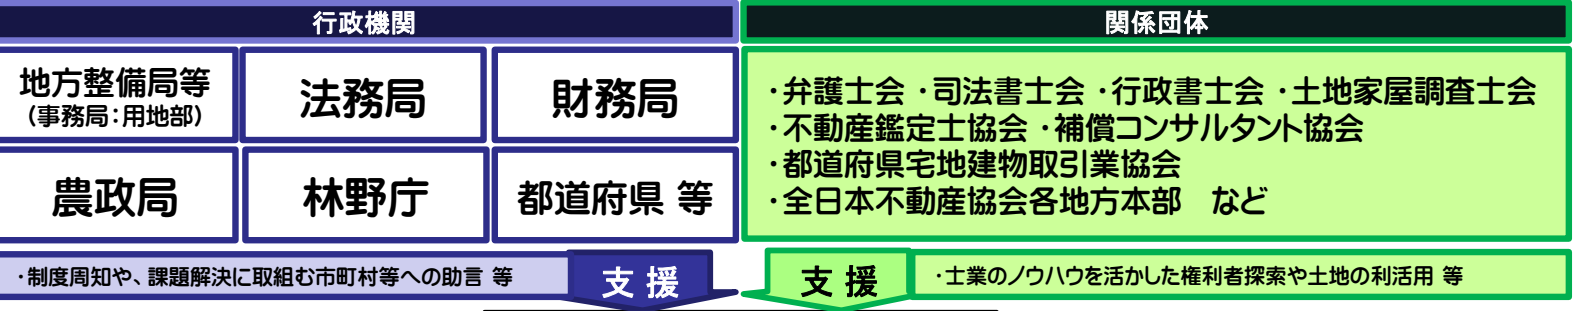 行政機関
関係団体
地方整備局等
(事務局:用地部)
法務局
財務局
農政局
林野庁
都道府県 等
・弁護士会 ・司法書士会 ・行政書士会 ・土地家屋調査士会
・不動産鑑定士協会 ・補償コンサルタント協会
・都道府県宅地建物取引業協会
・全日本不動産協会各地方本部 など
・制度周知や、課題解決に取組む市町村等への助言 等
支 援
支 援
・士業のノウハウを活かした権利者探索や土地の利活用 等